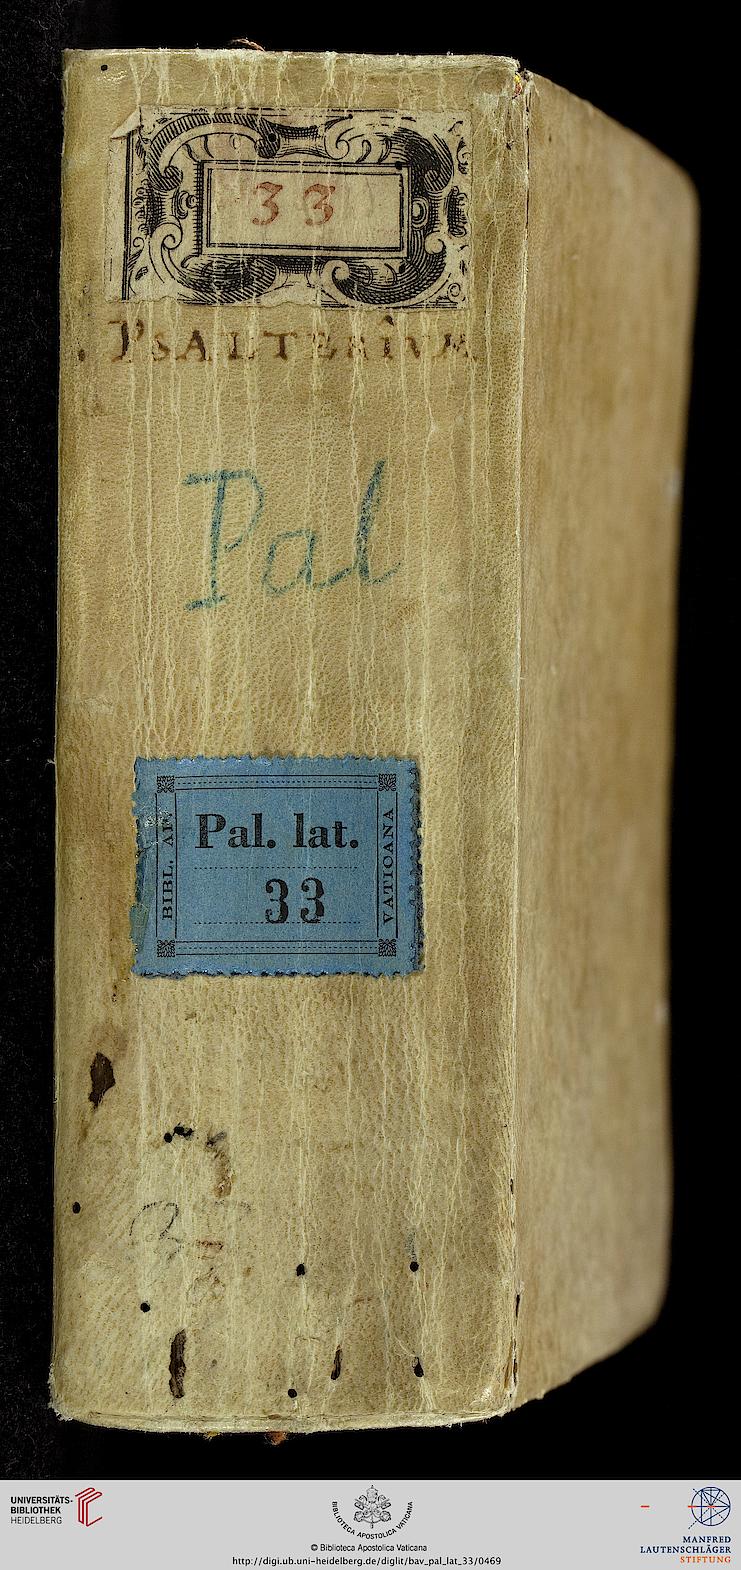 33
PSALTERIVM
Pal
Pal. lat.
33
BIBL. AP.
VATICANA
UNIVERSITÄTS-
BIBLIOTHEK
HEIDELBERG
BIBLIOTECA APOSTOLICA VATICANA
© Biblioteca Apostolica Vaticana
http://digi.ub.uni-heidelberg.de/diglit/bav_pal_lat_33/0469
MANFRED
LAUTENSCHLÄGER
STIFTUNG